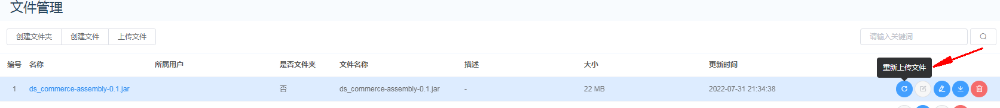 文件管理
创建文件夹 创建文件 上传文件 请输入关键词
编号 名称 所属用户 是否文件夹 文件名称 描述 大小 更新时间
重新上传文件
1 ds_commerce-assembly-0.1.jar 否 ds_commerce-assembly-0.1.jar - 22 MB 2022-07-31 21:34:38